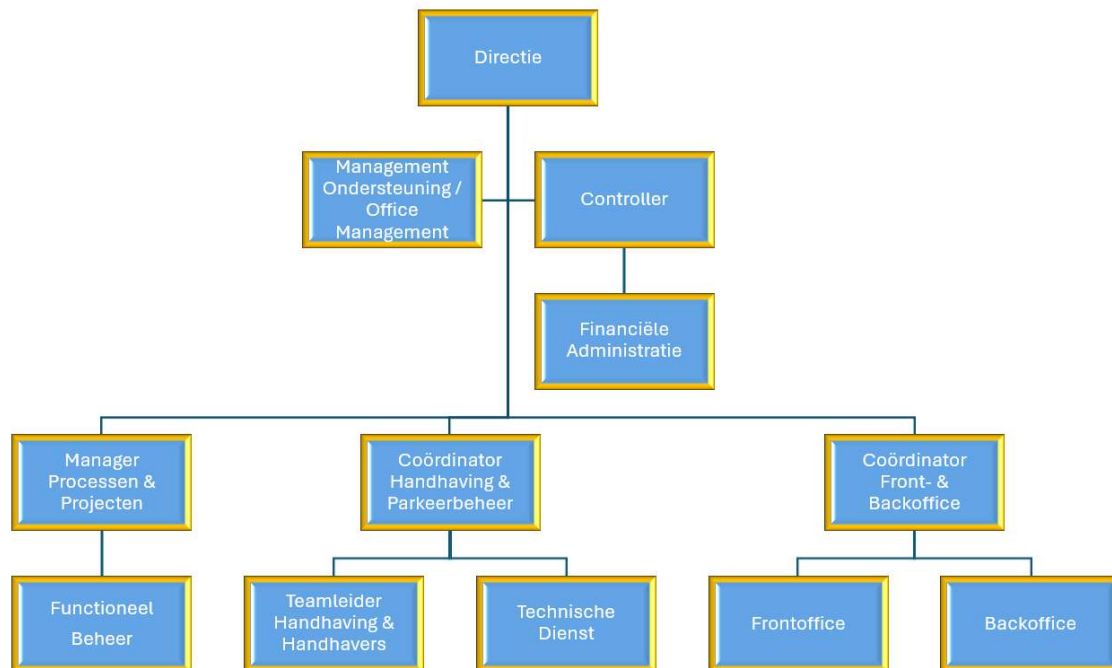 Directie
Management
Ondersteuning /
Office
Management
Controller
Financiële
Administratie
Manager
Processen &
Projecten
Coördinator
Handhaving &
Parkeerbeheer
Coördinator
Front- &
Backoffice
Functioneel
Beheer
Teamleider
Handhaving &
Handhavers
Technische
Dienst
Frontoffice
Backoffice